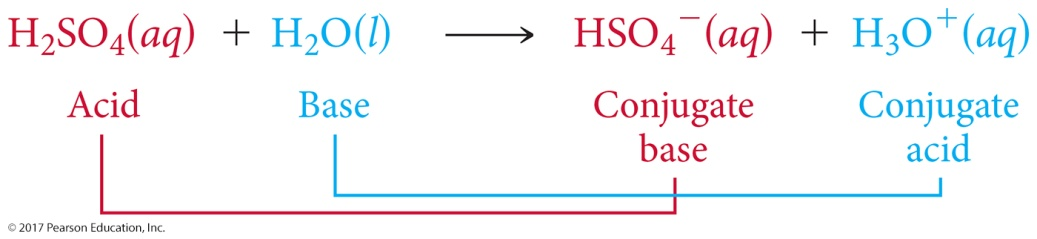 H₂SO₄(aq) + H₂O(l) ⟶ HSO₄⁻(aq) + H₃O⁺(aq)
Acid Base Conjugate base Conjugate acid
© 2017 Pearson Education, Inc.